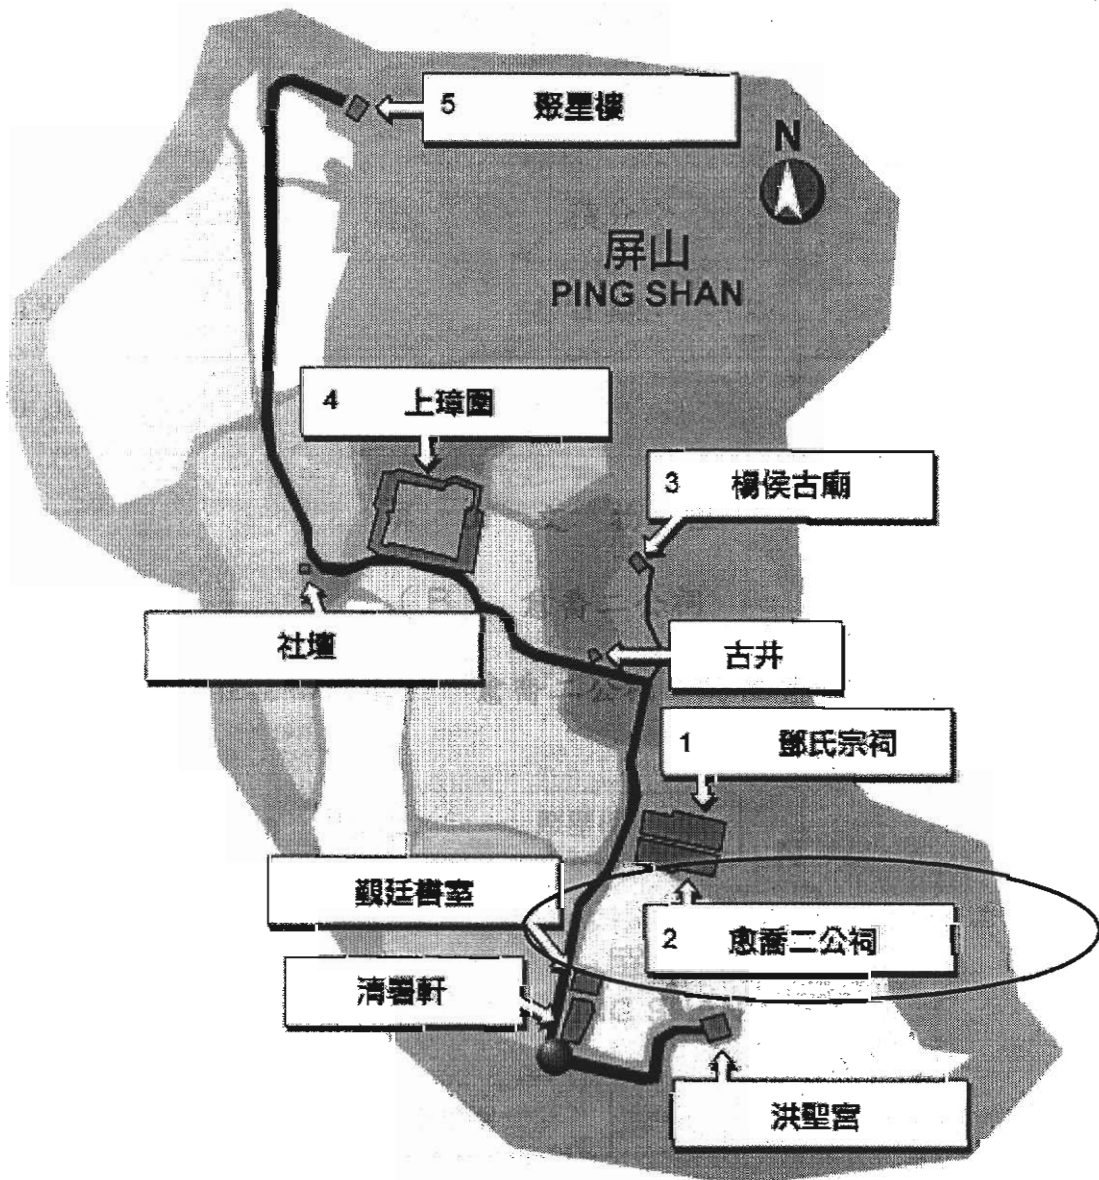 5 聚星樓
N
屏山
PING SHAN
4 上璋圍
3 楊侯古廟
社壇
古井
1 鄧氏宗祠
覲廷書室
2 愈喬二公祠
清暑軒
洪聖宮